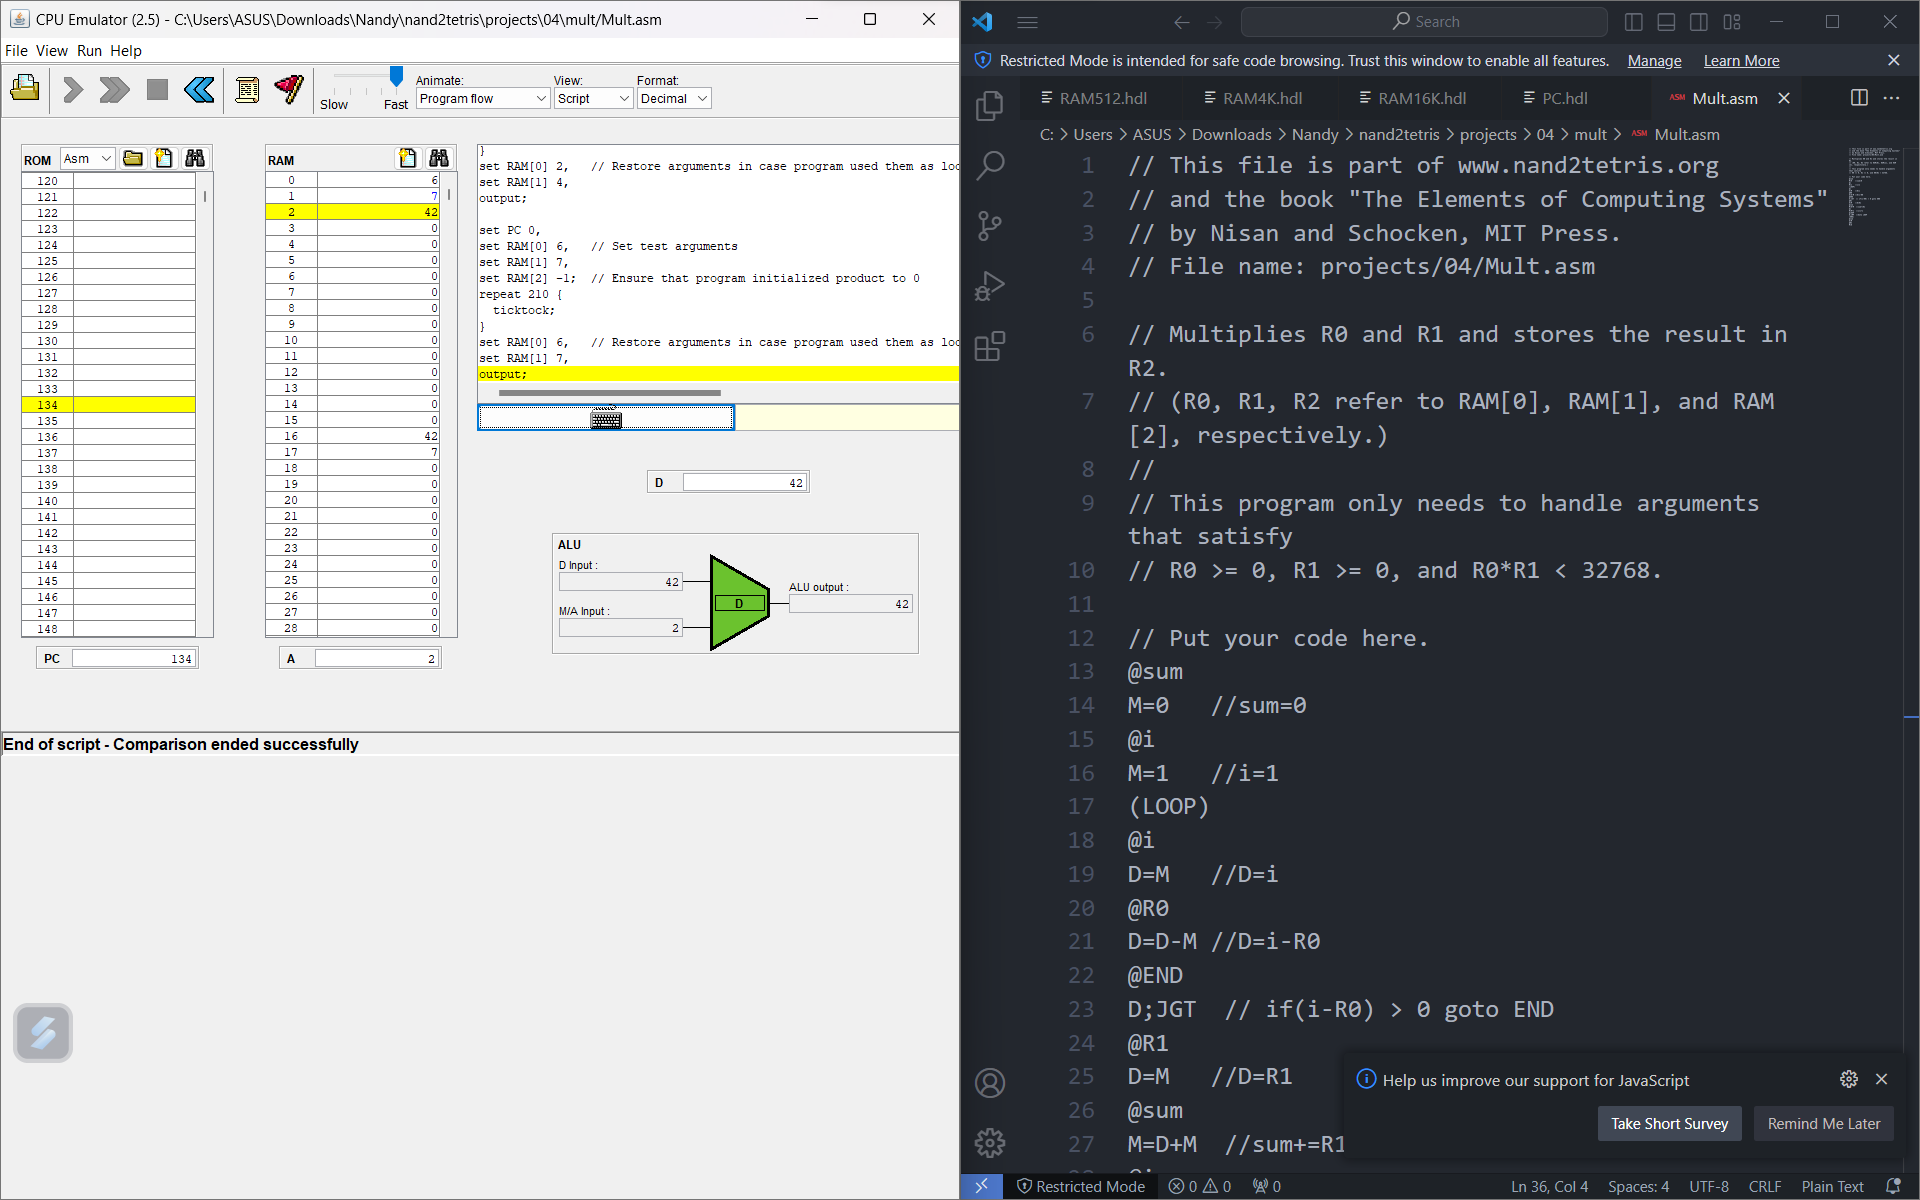 CPU Emulator (2.5) - C:\Users\ASUS\Downloads\Nandy\nand2tetris\projects\04\mult/Mult.asm
File View Run Help
Slow Fast
Animate:
Program flow
View:
Script
Format:
Decimal
ROM Asm
120
121
122
123
124
125
126
127
128
129
130
131
132
133
134
135
136
137
138
139
140
141
142
143
144
145
146
147
148
PC 134
RAM
0 6
1 7
2 42
3 0
4 0
5 0
6 0
7 0
8 0
9 0
10 0
11 0
12 0
13 0
14 0
15 0
16 42
17 7
18 0
19 0
20 0
21 0
22 0
23 0
24 0
25 0
26 0
27 0
28 0
A 2
}
set RAM[0] 2, // Restore arguments in case program used them as loc
set RAM[1] 4,
output;
set PC 0,
set RAM[0] 6, // Set test arguments
set RAM[1] 7,
set RAM[2] -1; // Ensure that program initialized product to 0
repeat 210 {
ticktock;
}
set RAM[0] 6, // Restore arguments in case program used them as loc
set RAM[1] 7,
output;
D 42
ALU
D Input :
42
M/A Input :
2
D
ALU output :
42
End of script - Comparison ended successfully
Search
Restricted Mode is intended for safe code browsing. Trust this window to enable all features. Manage Learn More
RAM512.hdl RAM4K.hdl RAM16K.hdl PC.hdl ASM Mult.asm
C: > Users > ASUS > Downloads > Nandy > nand2tetris > projects > 04 > mult > ASM Mult.asm
1 // This file is part of www.nand2tetris.org
2 // and the book "The Elements of Computing Systems"
3 // by Nisan and Schocken, MIT Press.
4 // File name: projects/04/Mult.asm
5
6 // Multiplies R0 and R1 and stores the result in
R2.
7 // (R0, R1, R2 refer to RAM[0], RAM[1], and RAM
[2], respectively.)
8 //
9 // This program only needs to handle arguments
that satisfy
10 // R0 >= 0, R1 >= 0, and R0*R1 < 32768.
11
12 // Put your code here.
13 @sum
14 M=0 //sum=0
15 @i
16 M=1 //i=1
17 (LOOP)
18 @i
19 D=M //D=i
20 @R0
21 D=D-M //D=i-R0
22 @END
23 D;JGT // if(i-R0) > 0 goto END
24 @R1
25 D=M //D=R1
26 @sum
27 M=D+M //sum+=R1
Help us improve our support for JavaScript
Take Short Survey Remind Me Later
Restricted Mode 0 0 0 Ln 36, Col 4 Spaces: 4 UTF-8 CRLF Plain Text